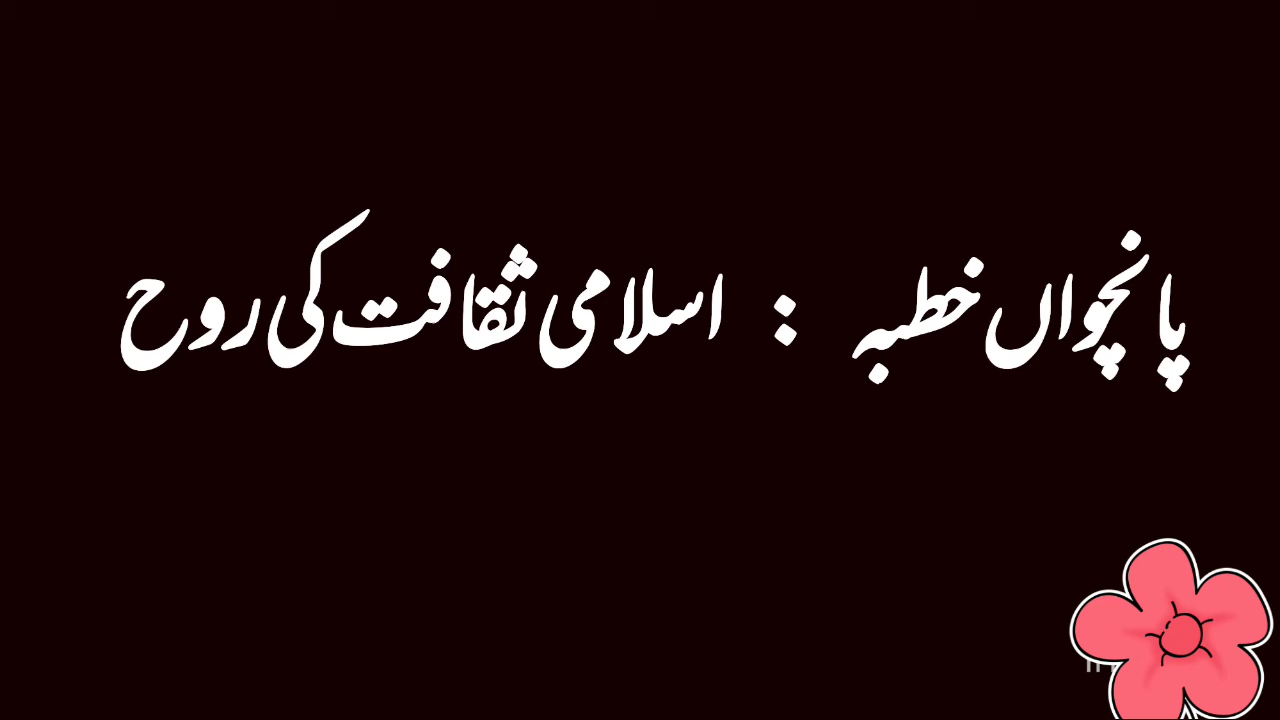 پانچواں خطبہ : اسلامی ثقافت کی روح